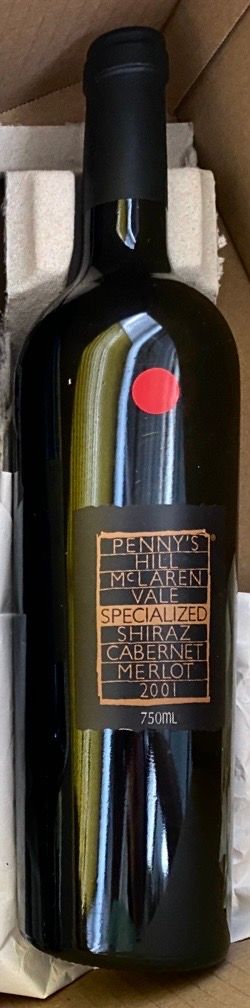 PENNY'S®
HILL
McLAREN
VALE
SPECIALIZED
SHIRAZ
CABERNET
MERLOT
2001
750ML